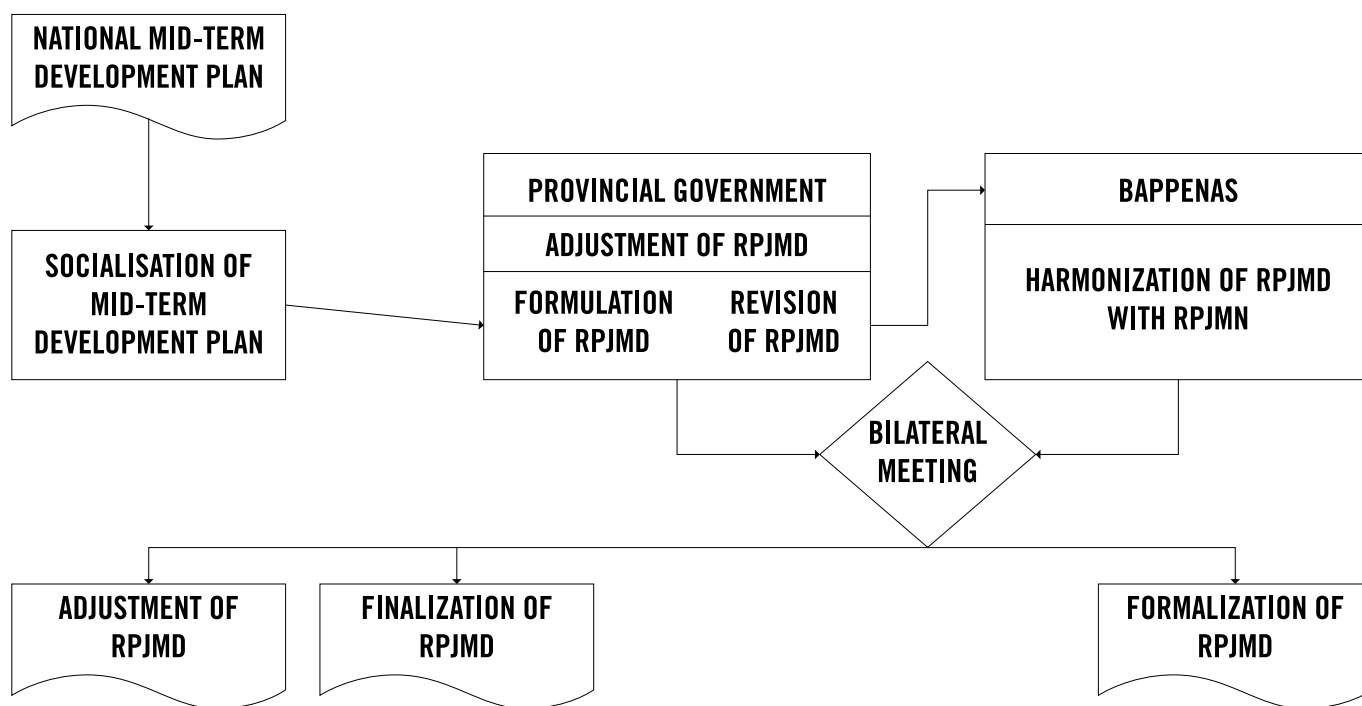 NATIONAL MID-TERM
DEVELOPMENT PLAN
SOCIALISATION OF
MID-TERM
DEVELOPMENT PLAN
PROVINCIAL GOVERNMENT
ADJUSTMENT OF RPJMD
FORMULATION
OF RPJMD
REVISION
OF RPJMD
BAPPENAS
HARMONIZATION OF RPJMD
WITH RPJMN
BILATERAL
MEETING
ADJUSTMENT OF
RPJMD
FINALIZATION OF
RPJMD
FORMALIZATION OF
RPJMD